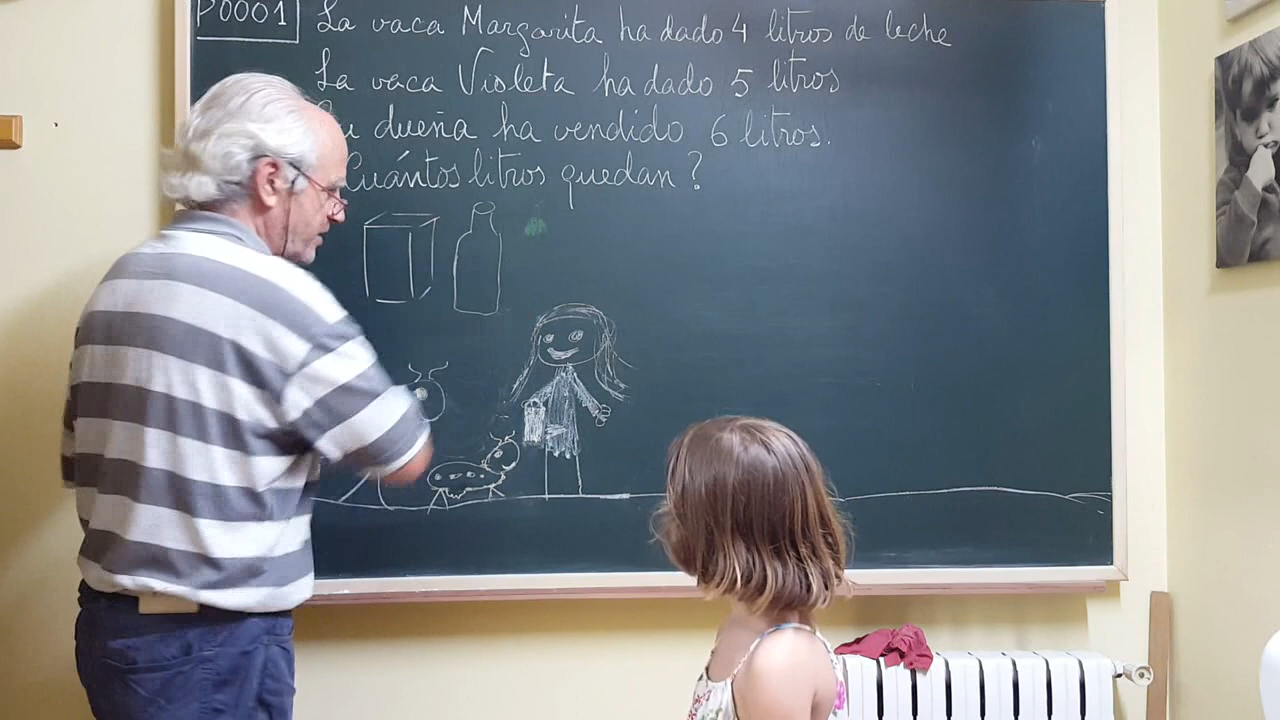 P0001 La vaca Margarita ha dado 4 litros de leche
La vaca Violeta ha dado 5 litros
dueña ha vendido 6 litros.
Cuántos litros quedan?